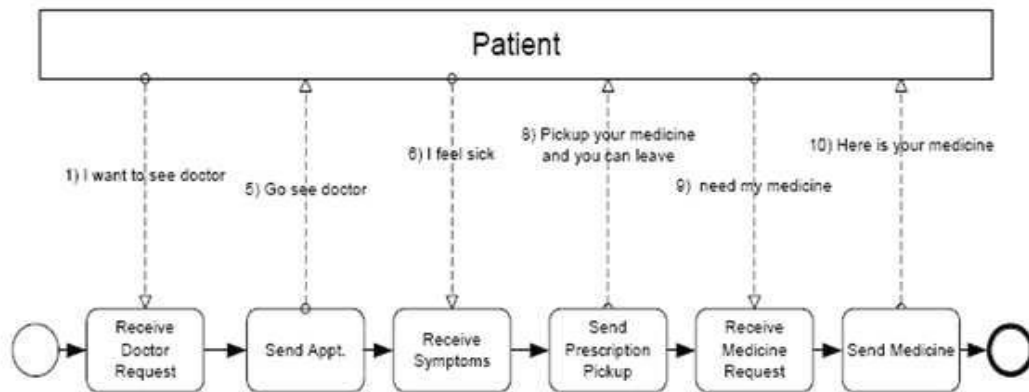 Patient
1) I want to see doctor
5) Go see doctor
6) I feel sick
8) Pickup your medicine
and you can leave
9) need my medicine
10) Here is your medicine
Receive
Doctor
Request
Send Appt.
Receive
Symptoms
Send
Prescription
Pickup
Receive
Medicine
Request
Send Medicine